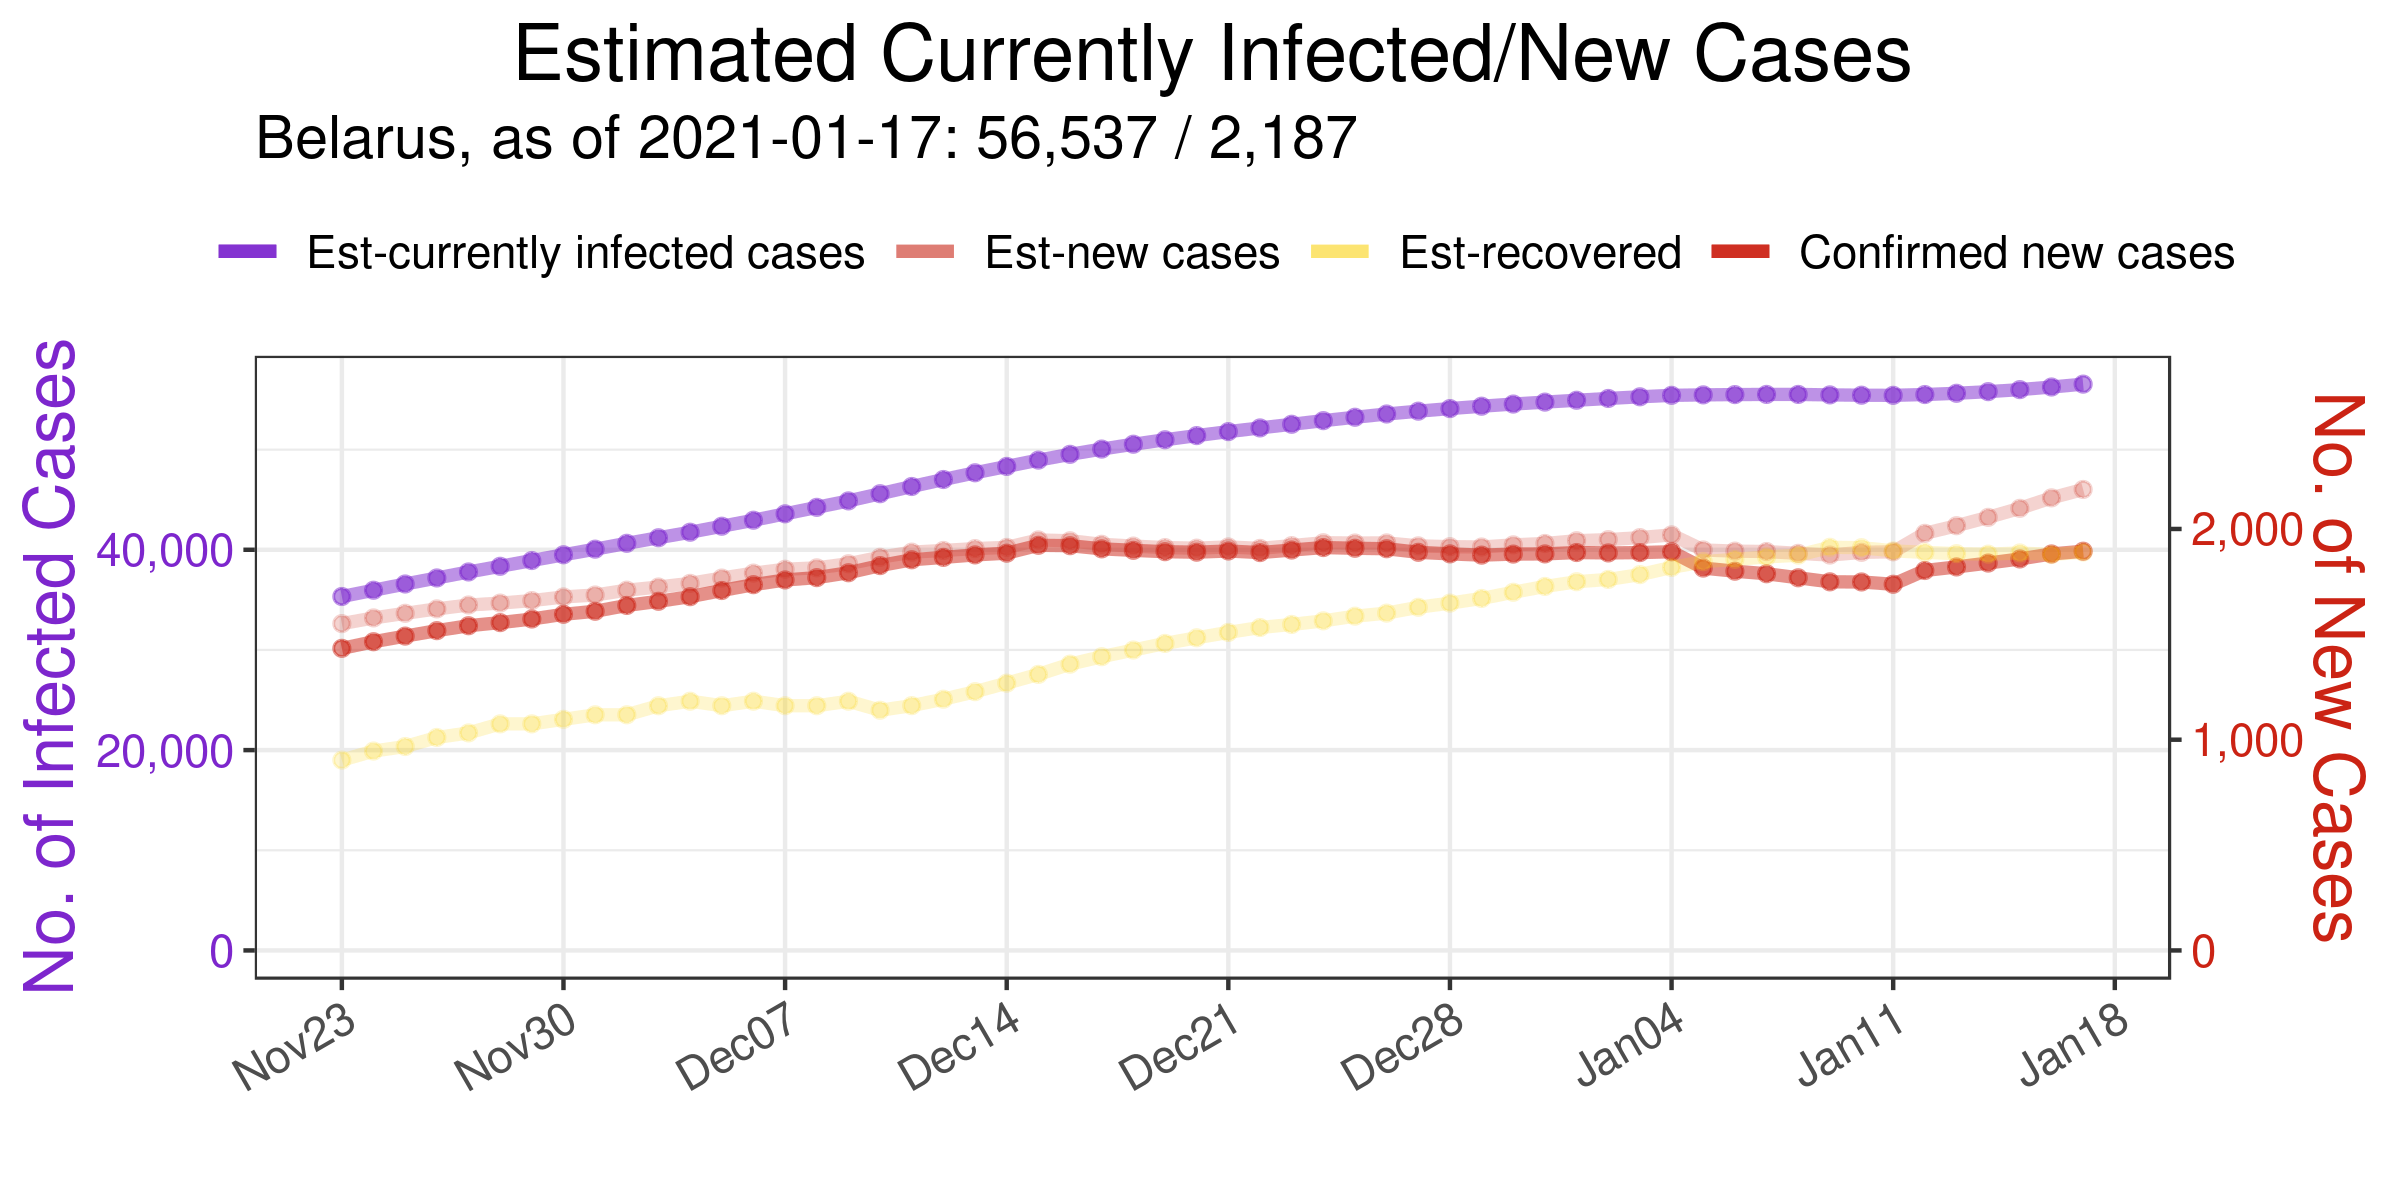 Estimated Currently Infected/New Cases
Belarus, as of 2021-01-17: 56,537 / 2,187
Est-currently infected cases Est-new cases Est-recovered Confirmed new cases
No. of Infected Cases
40,000
20,000
0
2,000
1,000
0
No. of New Cases
Nov23 Nov30 Dec07 Dec14 Dec21 Dec28 Jan04 Jan11 Jan18